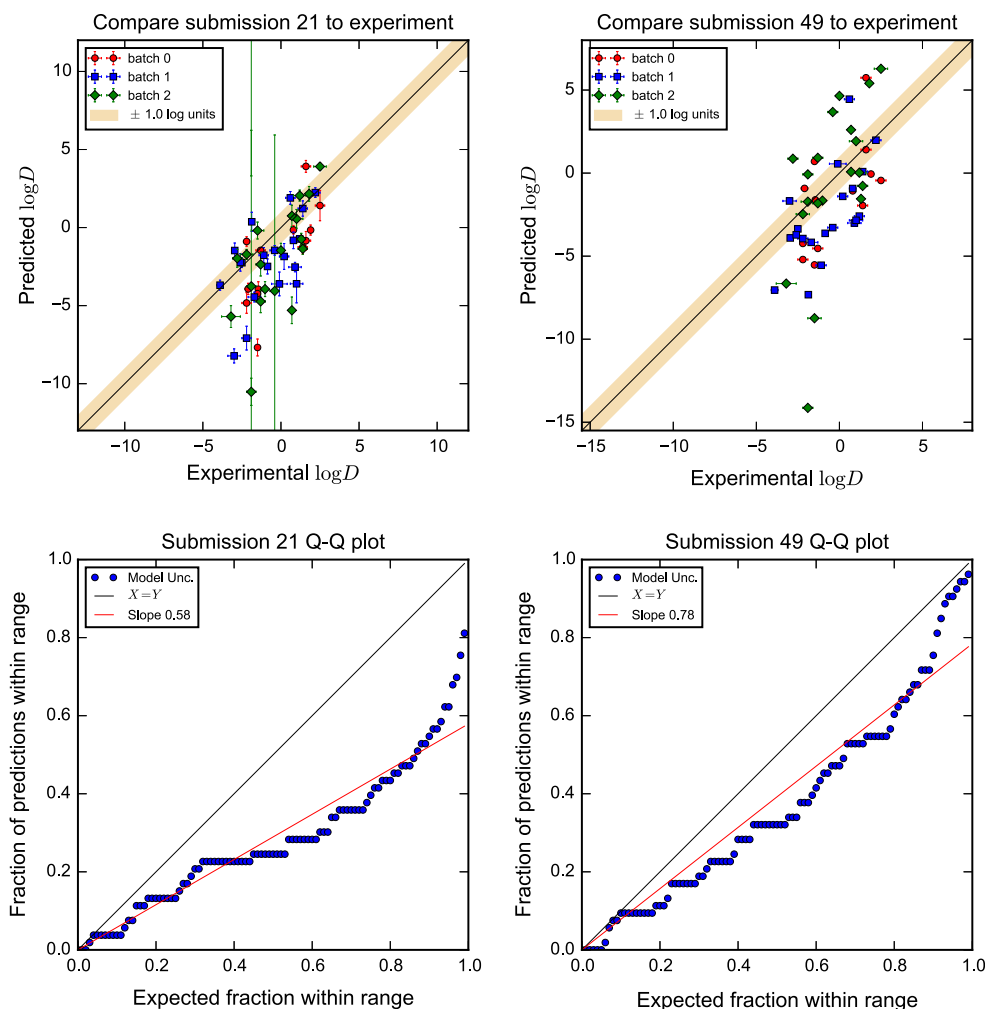 Compare submission 21 to experiment
batch 0
batch 1
batch 2
± 1.0 log units
10
5
0
−5
−10
−10
−5
0
5
10
Predicted logD
Experimental logD
Compare submission 49 to experiment
batch 0
batch 1
batch 2
± 1.0 log units
5
0
−5
−10
−15
−15
−10
−5
0
5
Predicted logD
Experimental logD
Submission 21 Q-Q plot
Model Unc.
X=Y
Slope 0.58
1.0
0.8
0.6
0.4
0.2
0.0
0.0
0.2
0.4
0.6
0.8
1.0
Fraction of predictions within range
Expected fraction within range
Submission 49 Q-Q plot
Model Unc.
X=Y
Slope 0.78
1.0
0.8
0.6
0.4
0.2
0.0
0.0
0.2
0.4
0.6
0.8
1.0
Fraction of predictions within range
Expected fraction within range